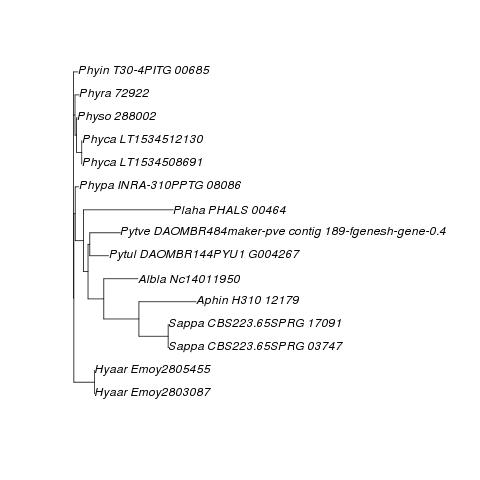 Phyin T30-4PITG 00685
Phyra 72922
Physo 288002
Phyca LT1534512130
Phyca LT1534508691
Phypa INRA-310PPTG 08086
Plaha PHALS 00464
Pytve DAOMBR484maker-pve contig 189-fgenesh-gene-0.4
Pytul DAOMBR144PYU1 G004267
Albla Nc14011950
Aphin H310 12179
Sappa CBS223.65SPRG 17091
Sappa CBS223.65SPRG 03747
Hyaar Emoy2805455
Hyaar Emoy2803087